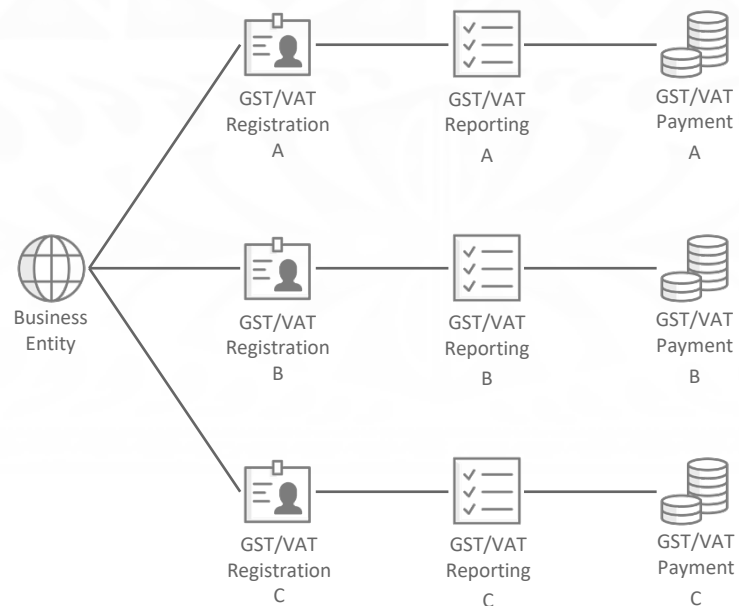 GST/VAT
Registration
A
GST/VAT
Reporting
A
GST/VAT
Payment
A
Business
Entity
GST/VAT
Registration
B
GST/VAT
Reporting
B
GST/VAT
Payment
B
GST/VAT
Registration
C
GST/VAT
Reporting
C
GST/VAT
Payment
C